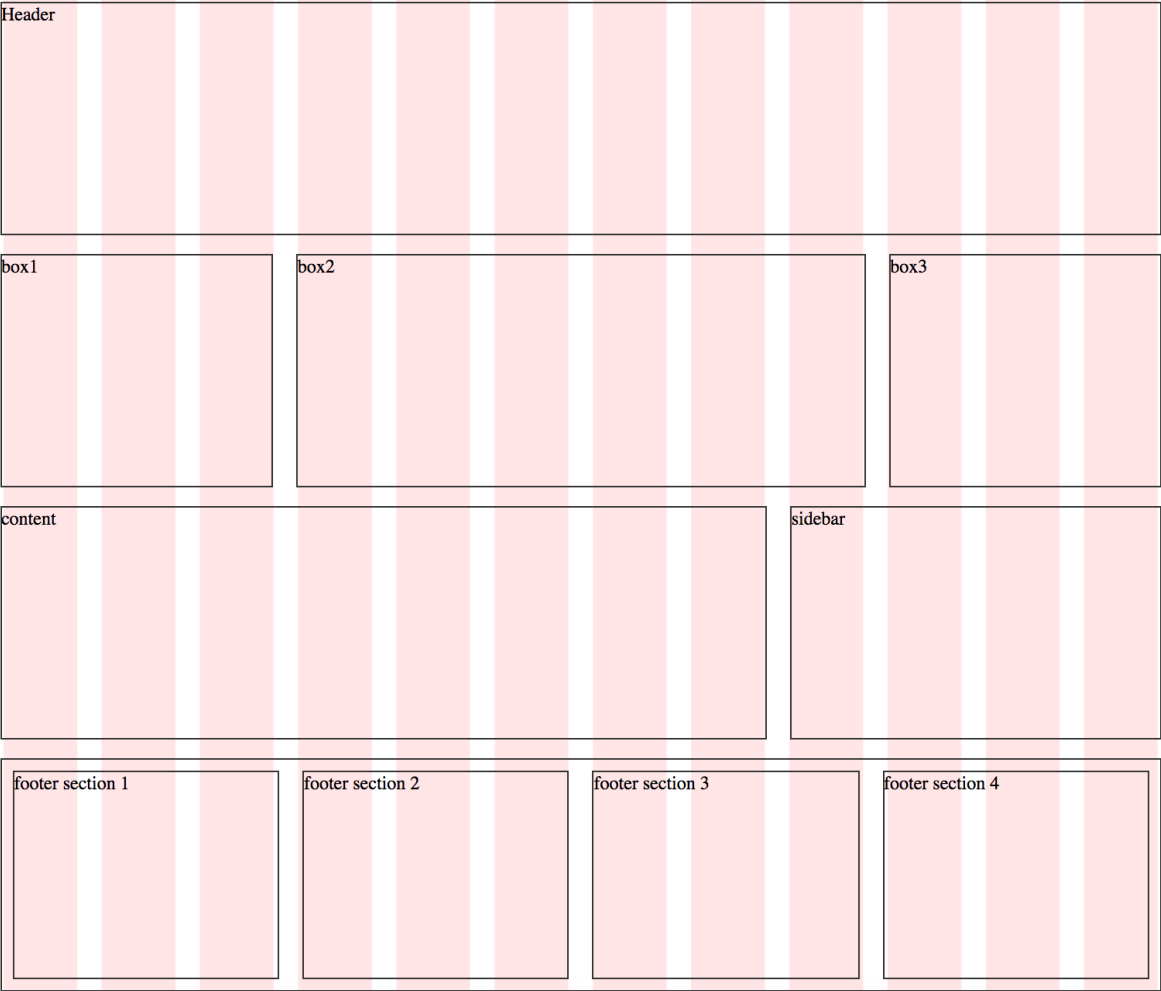 Header
box1
box2
box3
content
sidebar
footer section 1
footer section 2
footer section 3
footer section 4